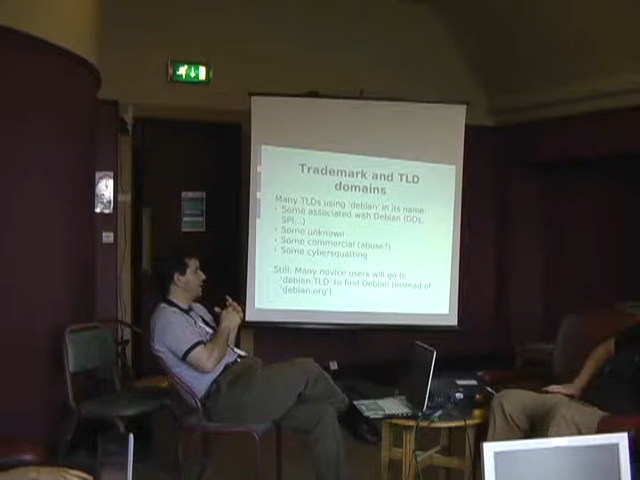 Trademark and TLD
domains
Many TLDs using 'debian' in its name:
- Some associated with Debian (DDs,
SPI,..)
- Some unknown
- Some commercial (abuse?)
- Some cybersquatting
Still: Many novice users will go to
'debian.TLD' to find Debian (instead of
'debian.org')